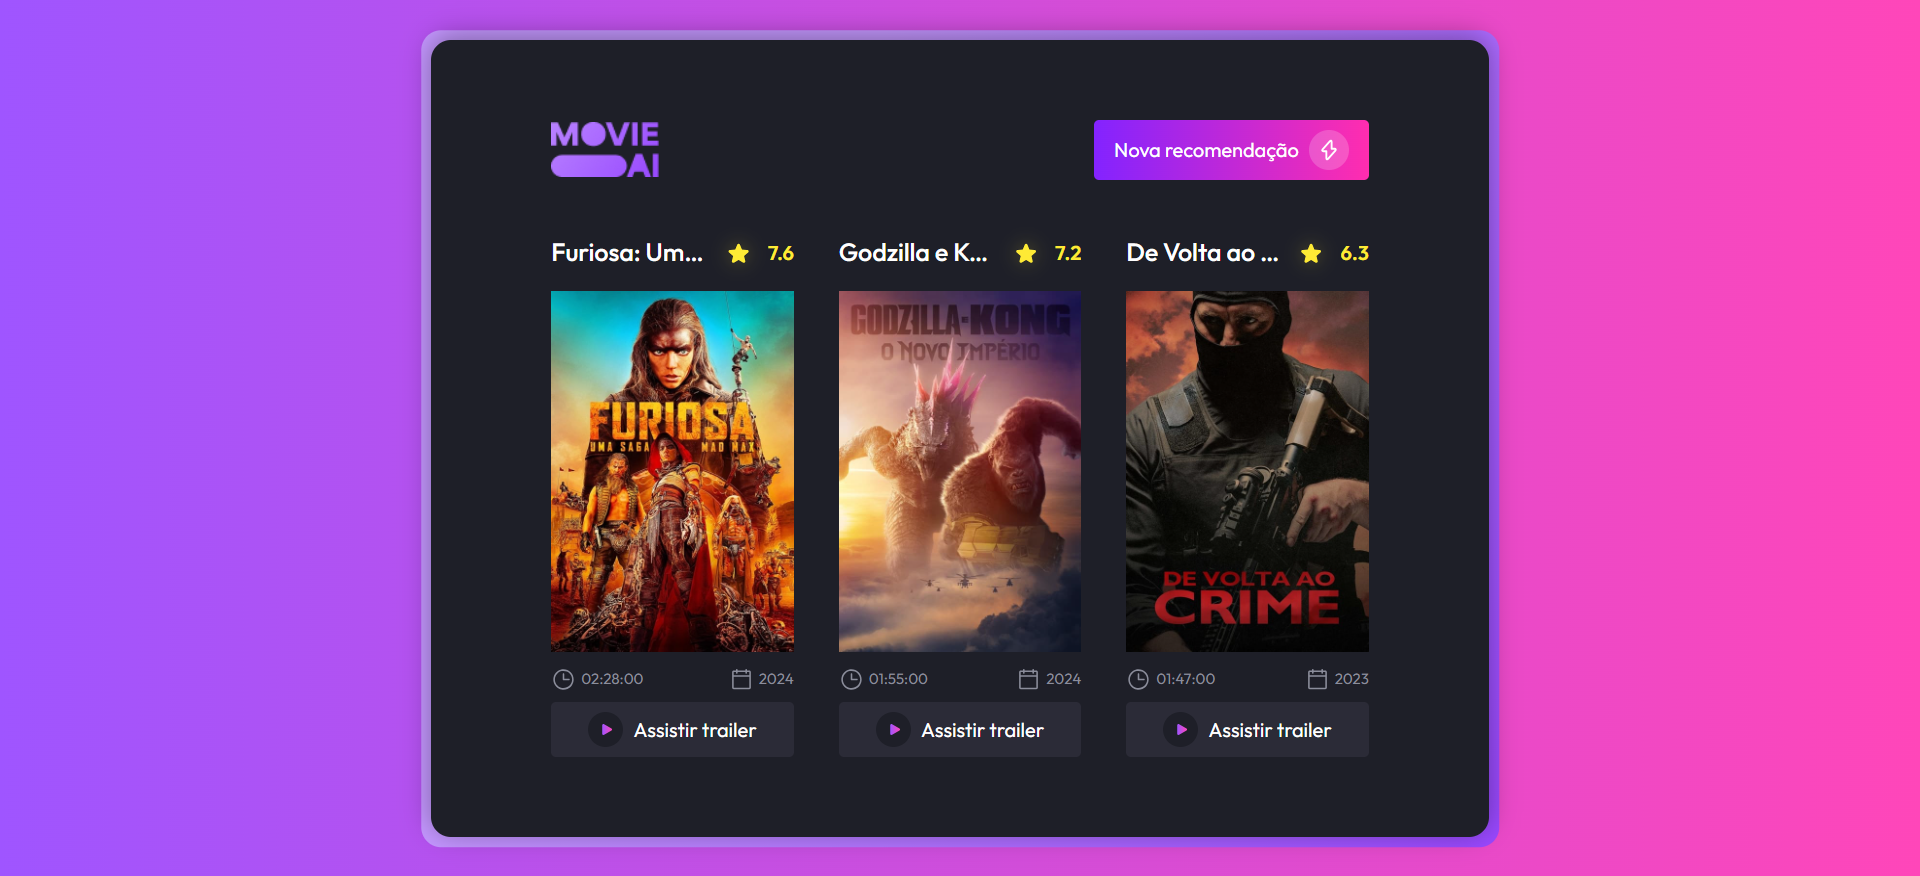 MOVIE
AI
Nova recomendação
Furiosa: Um...
7.6
Godzilla e K...
7.2
De Volta ao ...
6.3
FURIOSA
UMA SAGA MAD MAX
GODZILLA E KONG
O NOVO IMPÉRIO
DE VOLTA AO
CRIME
02:28:00
2024
01:55:00
2024
01:47:00
2023
Assistir trailer
Assistir trailer
Assistir trailer